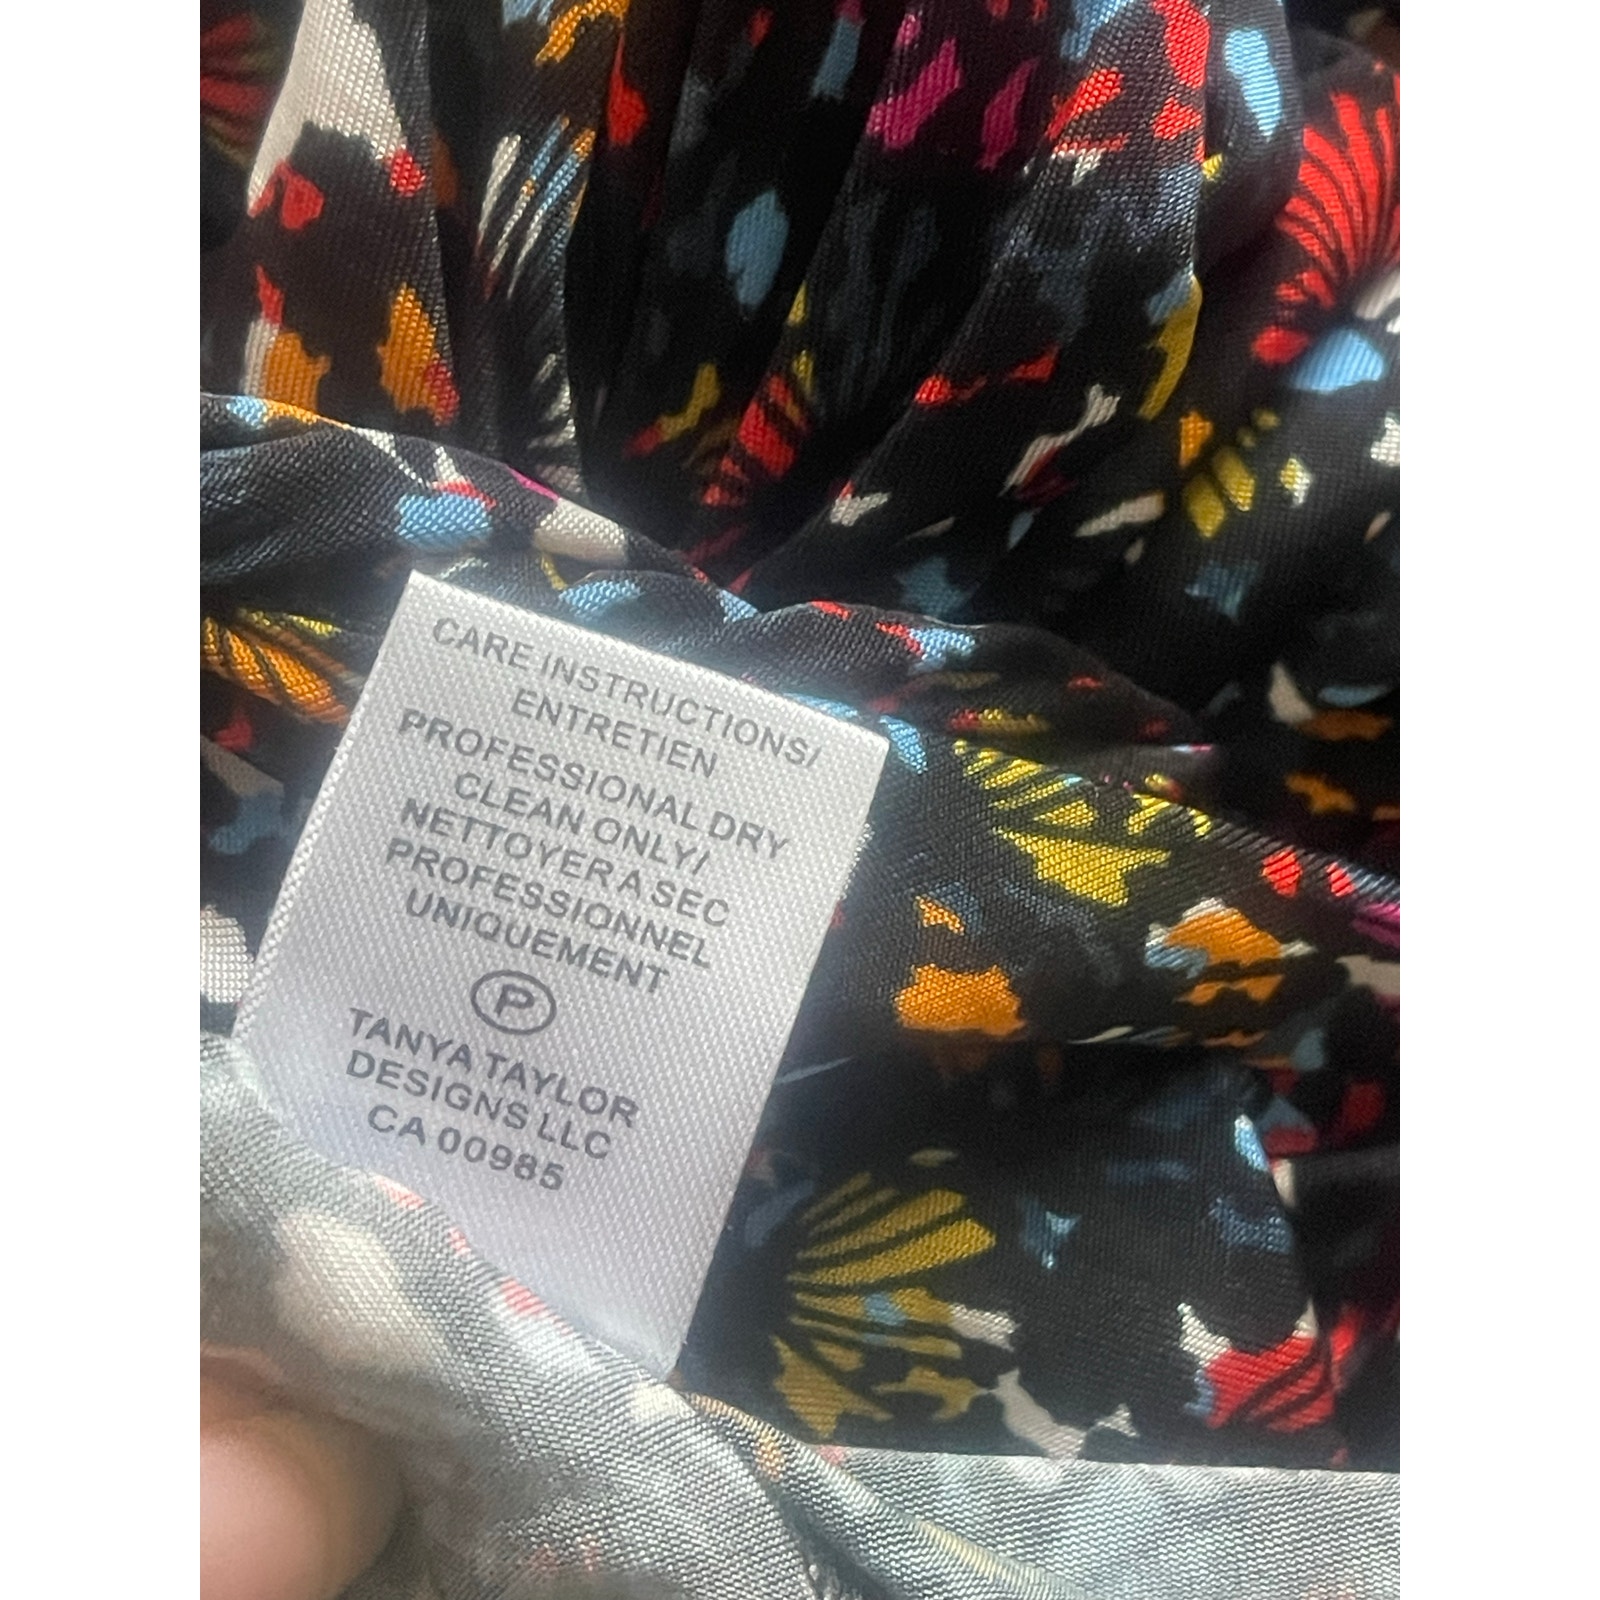 CARE INSTRUCTIONS/
ENTRETIEN
PROFESSIONAL DRY
CLEAN ONLY/
NETTOYER A SEC
PROFESSIONNEL
UNIQUEMENT
P
TANYA TAYLOR
DESIGNS LLC
CA 00985